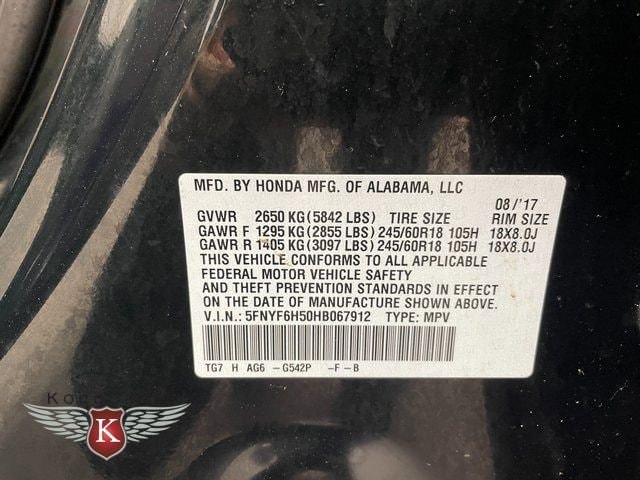 MFD. BY HONDA MFG. OF ALABAMA, LLC
08/'17
GVWR 2650 KG (5842 LBS) TIRE SIZE RIM SIZE
GAWR F 1295 KG (2855 LBS) 245/60R18 105H 18X8.0J
GAWR R 1405 KG (3097 LBS) 245/60R18 105H 18X8.0J
THIS VEHICLE CONFORMS TO ALL APPLICABLE
FEDERAL MOTOR VEHICLE SAFETY
AND THEFT PREVENTION STANDARDS IN EFFECT
ON THE DATE OF MANUFACTURE SHOWN ABOVE.
V.I.N.: 5FNYF6H50HB067912 TYPE: MPV
TG7 H AG6 -G542P -F -B
K